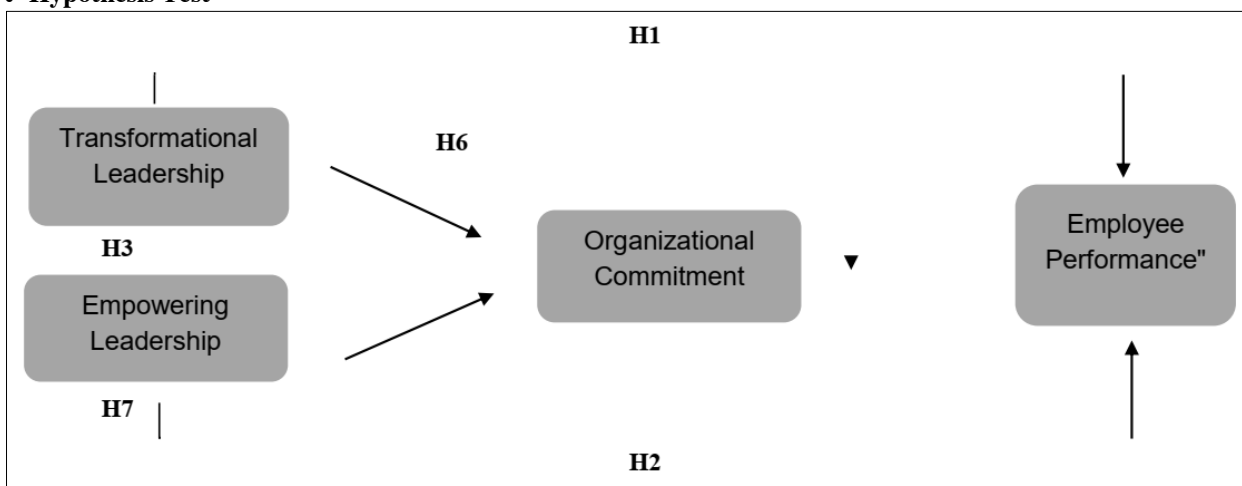 Hypothesis Test
H1
Transformational
Leadership
H6
H3
Organizational
Commitment
Employee
Performance"
Empowering
Leadership
H7
H2